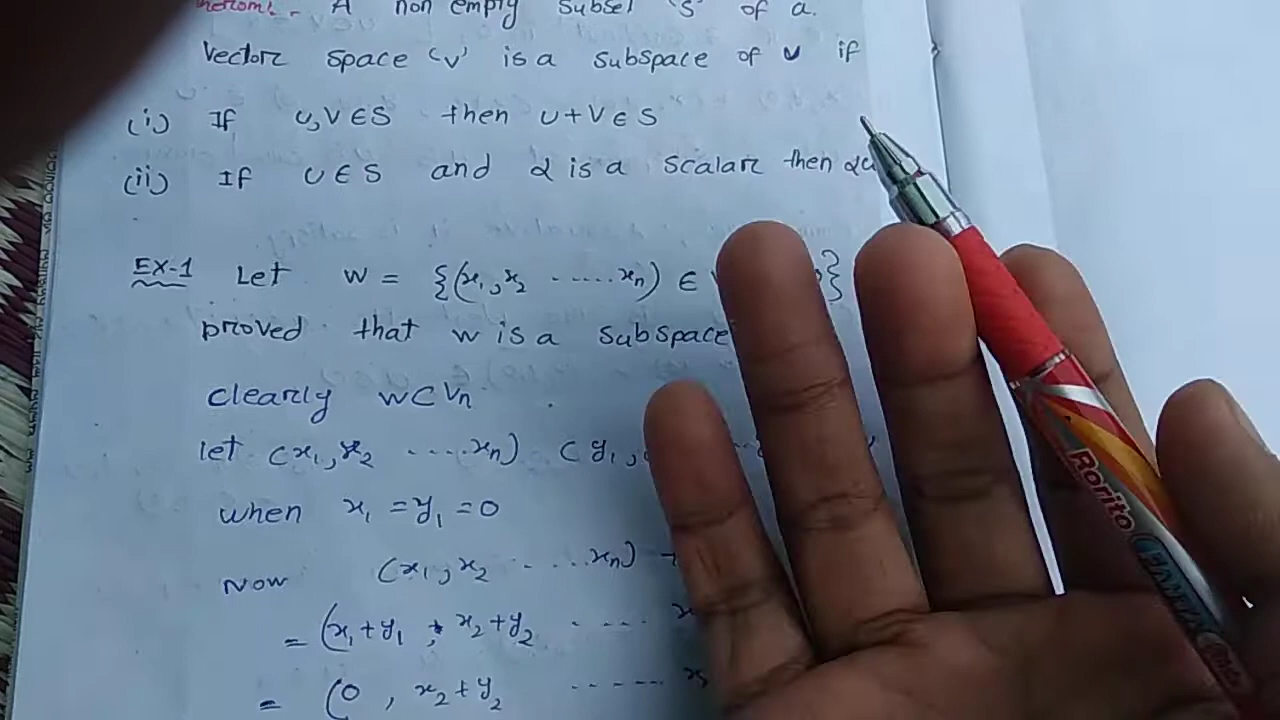 A non empty subset 's' of a
Vector space 'v' is a subspace of v if
(i) If u,v∈S then u+v∈S
(ii) If u∈S and α is a scalar then αu
EX-1 Let w = {(x₁,x₂ ......xₙ) ∈ }
proved that w is a subspace
clearly w⊂Vₙ
let (x₁,x₂ .....xₙ) (y₁,
when x₁ = y₁ = 0
Now (x₁,x₂ ....xₙ) +
= (x₁+y₁ , x₂+y₂ ....
= (0 , x₂+y₂ ......
Rorito